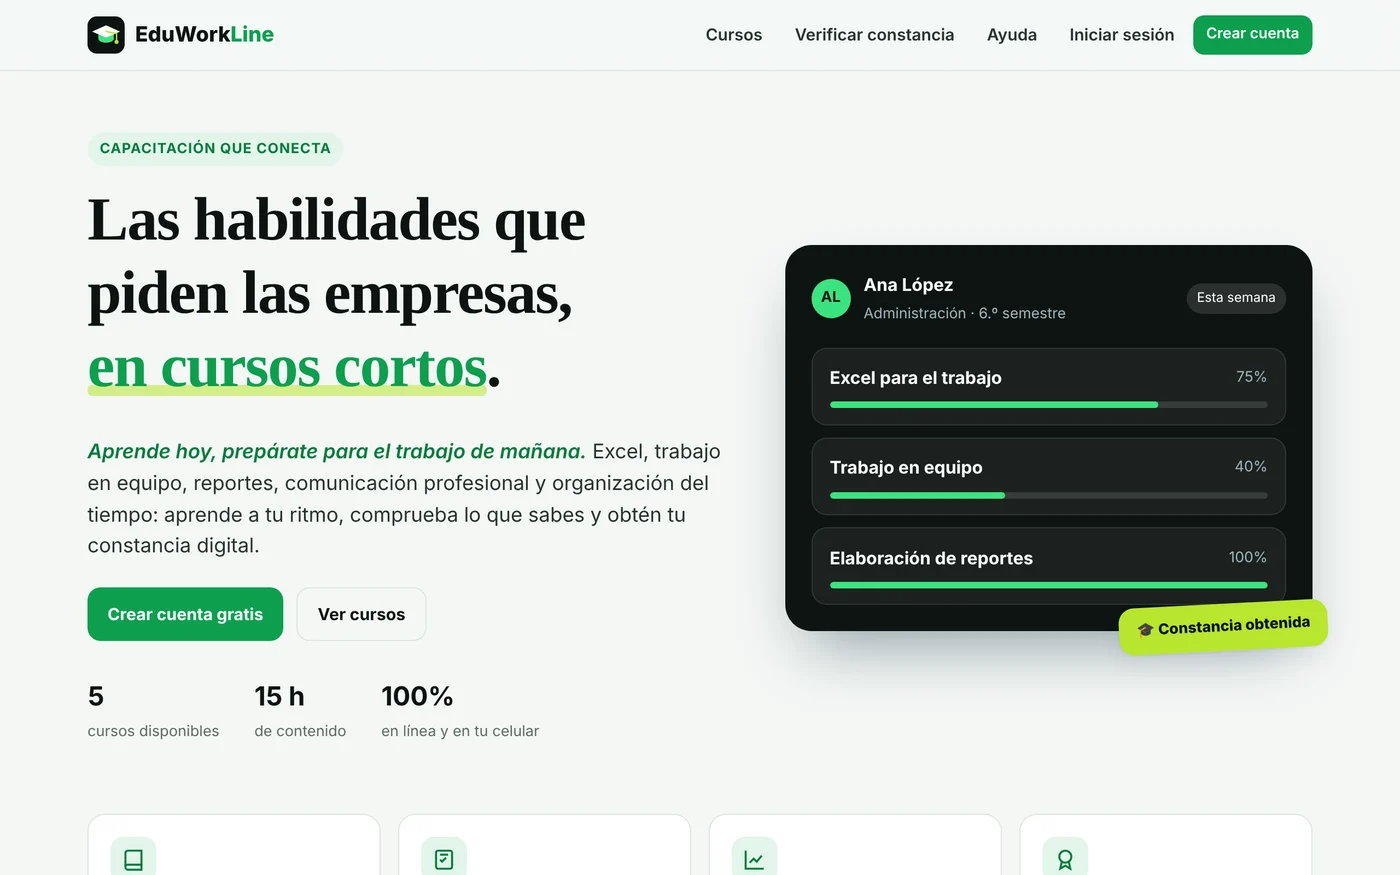 EduWorkLine
Cursos
Verificar constancia
Ayuda
Iniciar sesión
Crear cuenta
CAPACITACIÓN QUE CONECTA
Las habilidades que
piden las empresas,
en cursos cortos.
Aprende hoy, prepárate para el trabajo de mañana. Excel, trabajo
en equipo, reportes, comunicación profesional y organización del
tiempo: aprende a tu ritmo, comprueba lo que sabes y obtén tu
constancia digital.
Crear cuenta gratis
Ver cursos
5
cursos disponibles
15 h
de contenido
100%
en línea y en tu celular
AL
Ana López
Administración · 6.º semestre
Esta semana
Excel para el trabajo
75%
Trabajo en equipo
40%
Elaboración de reportes
100%
🎓 Constancia obtenida